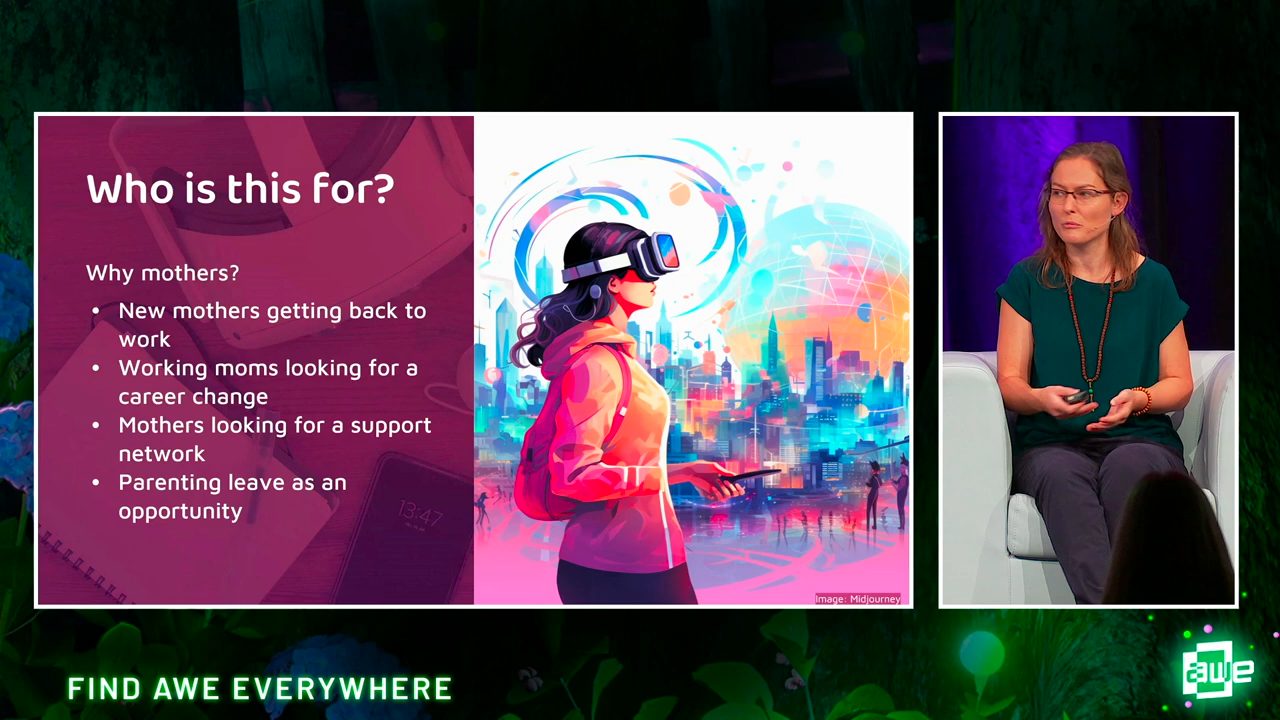 Who is this for?
Why mothers?
• New mothers getting back to
work
• Working moms looking for a
career change
• Mothers looking for a support
network
• Parenting leave as an
opportunity
13:47
Image: Midjourney
FIND AWE EVERYWHERE
awe